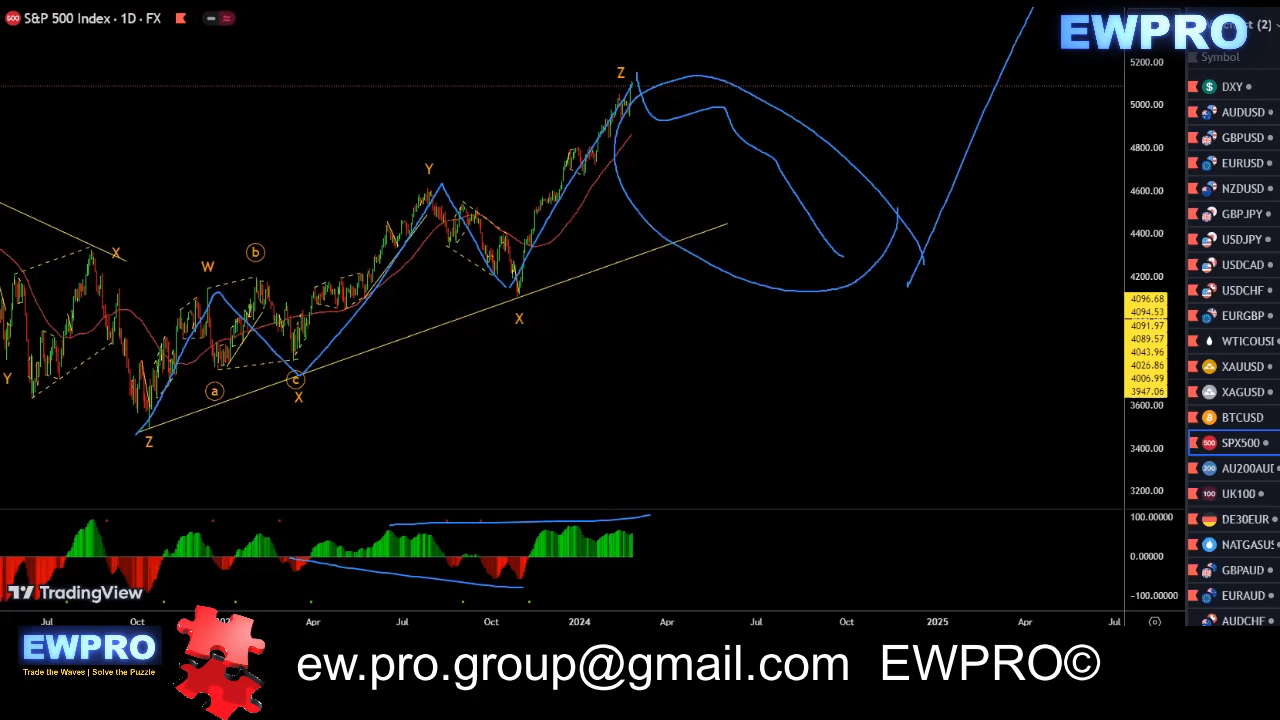 S&P 500 Index · 1D · FX
EWPRO
(2)
Symbol
5200.00
5000.00
4800.00
4600.00
4400.00
4200.00
4096.68
4094.53
4091.97
4089.57
4043.96
4026.86
4006.99
3947.06
3600.00
3400.00
3200.00
100.00000
0.00000
-100.00000
DXY
AUDUSD
GBPUSD
EURUSD
NZDUSD
GBPJPY
USDJPY
USDCAD
USDCHF
EURGBP
WTICOUSI
XAUUSD
XAGUSD
BTCUSD
SPX500
AU200AUD
UK100
DE30EUR
NATGASUS
GBPAUD
EURAUD
AUDCHF
Z
Y
X
W
b
X
Y
a
c
X
Z
TradingView
Jul
Oct
Apr
Jul
Oct
2024
Apr
Jul
Oct
2025
Apr
Jul
EWPRO
Trade the Waves | Solve the Puzzle
ew.pro.group@gmail.com EWPRO©